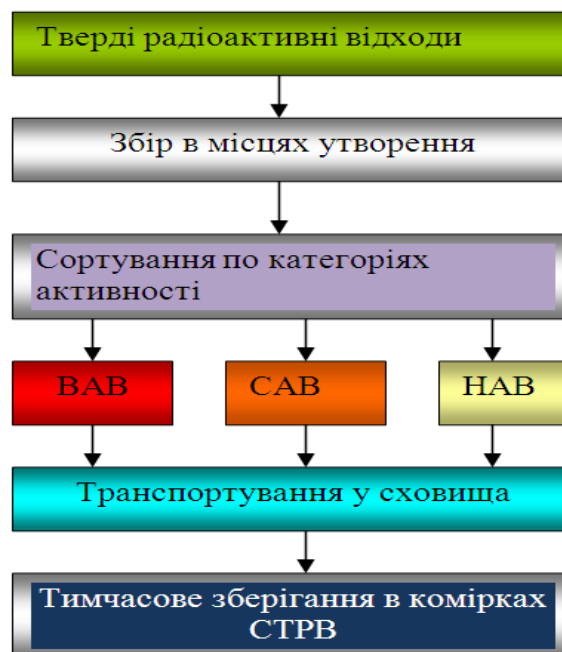 Тверді радіоактивні відходи
Збір в місцях утворення
Сортування по категоріях
активності
ВАВ
САВ
НАВ
Транспортування у сховища
Тимчасове зберігання в комірках
СТРВ